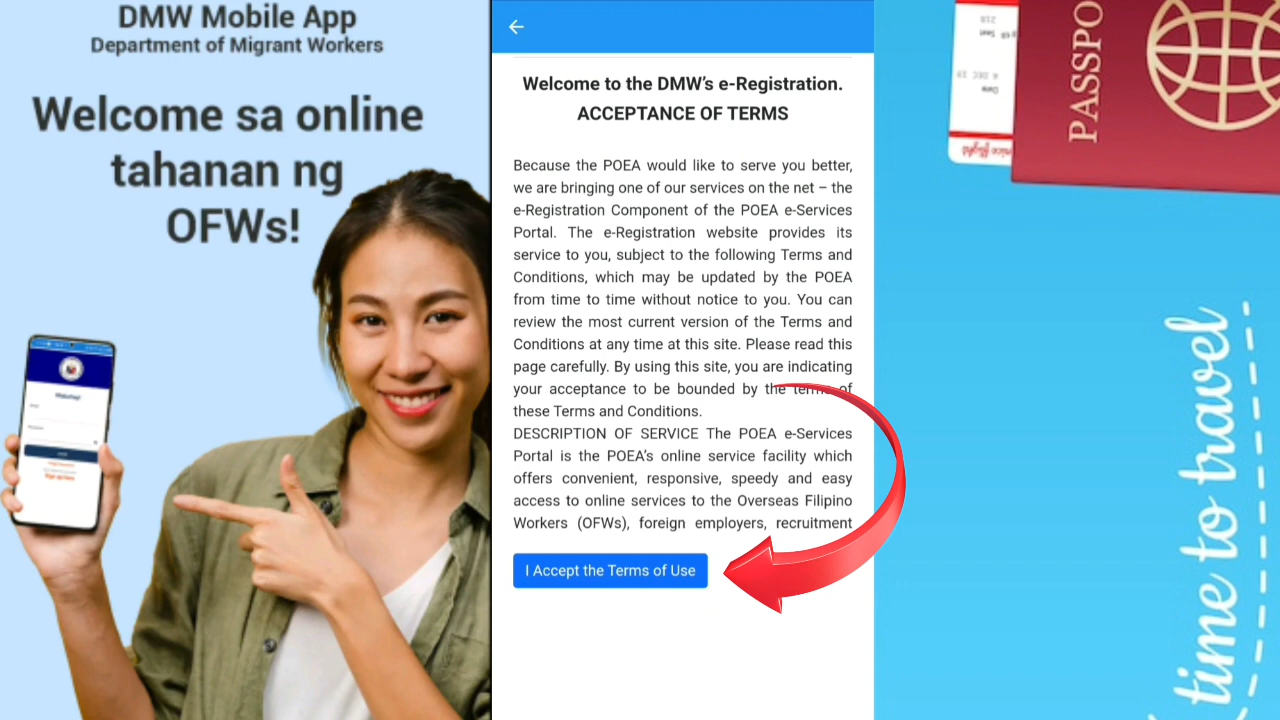 DMW Mobile App
Department of Migrant Workers
Welcome sa online
tahanan ng
OFWs!
Welcome to the DMW’s e-Registration.
ACCEPTANCE OF TERMS
Because the POEA would like to serve you better,
we are bringing one of our services on the net – the
e-Registration Component of the POEA e-Services
Portal. The e-Registration website provides its
service to you, subject to the following Terms and
Conditions, which may be updated by the POEA
from time to time without notice to you. You can
review the most current version of the Terms and
Conditions at any time at this site. Please read this
page carefully. By using this site, you are indicating
your acceptance to be bounded by the terms of
these Terms and Conditions.
DESCRIPTION OF SERVICE The POEA e-Services
Portal is the POEA’s online service facility which
offers convenient, responsive, speedy and easy
access to online services to the Overseas Filipino
Workers (OFWs), foreign employers, recruitment
I Accept the Terms of Use
PASSPO
time to travel
218
Seat
Date